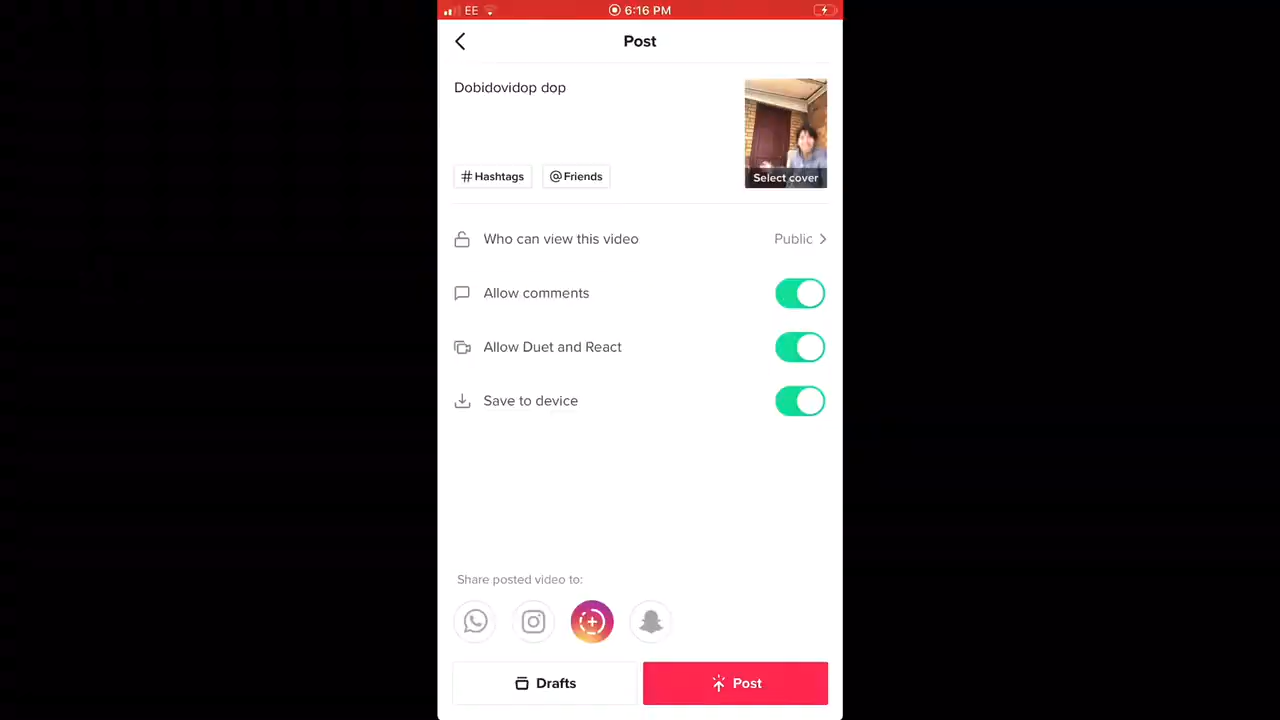 EE 6:16 PM
Post
Dobidovidop dop
Select cover
# Hashtags @ Friends
Who can view this video Public
Allow comments
Allow Duet and React
Save to device
Share posted video to:
Drafts Post